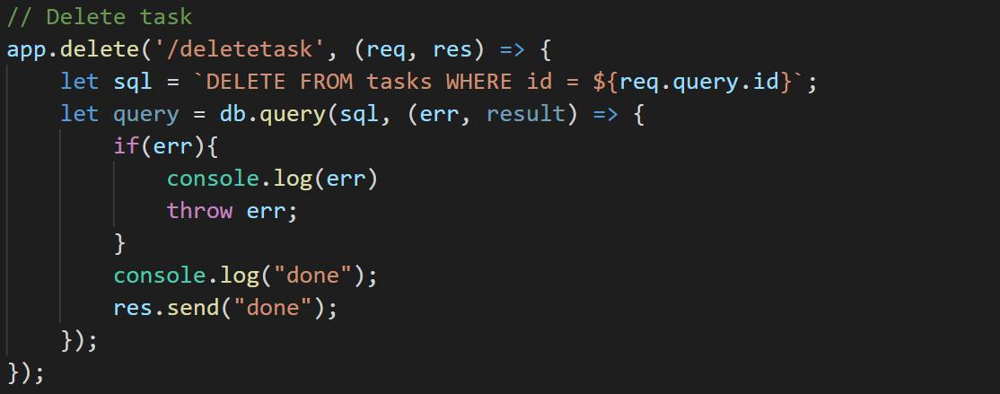 // Delete task
app.delete('/deletetask', (req, res) => {
    let sql = `DELETE FROM tasks WHERE id = ${req.query.id}`;
    let query = db.query(sql, (err, result) => {
        if(err){
            console.log(err)
            throw err;
        }
        console.log("done");
        res.send("done");
    });
});